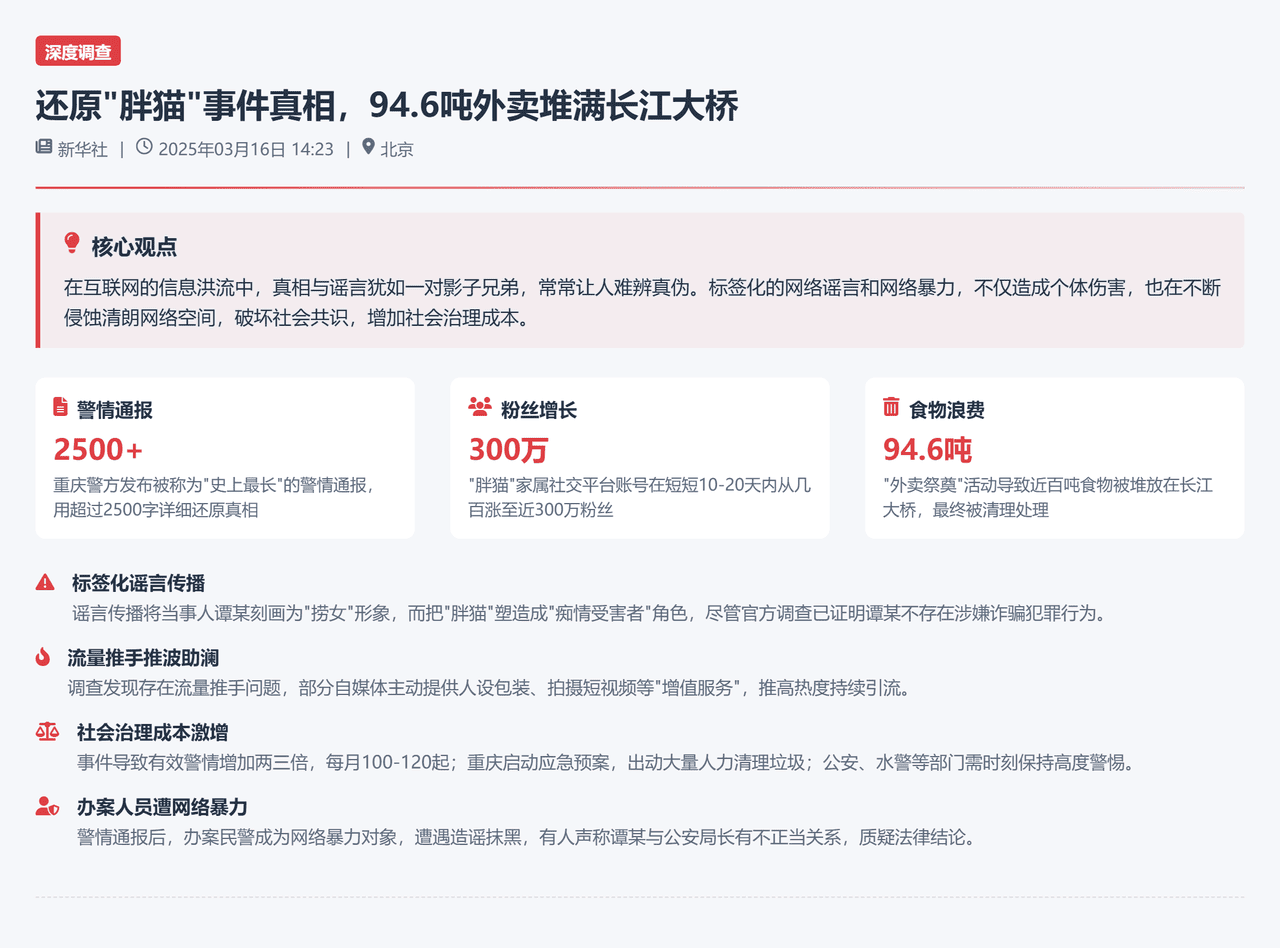 深度调查
还原"胖猫"事件真相，94.6吨外卖堆满长江大桥
新华社 | 2025年03月16日 14:23 | 北京
核心观点
在互联网的信息洪流中，真相与谣言犹如一对影子兄弟，常常让人难辨真伪。标签化的网络谣言和网络暴力，不仅造成个体伤害，也在不断
侵蚀清朗网络空间，破坏社会共识，增加社会治理成本。
警情通报
2500+
重庆警方发布被称为"史上最长"的警情通报，
用超过2500字详细还原真相
粉丝增长
300万
"胖猫"家属社交平台账号在短短10-20天内从几
百涨至近300万粉丝
食物浪费
94.6吨
"外卖祭奠"活动导致近百吨食物被堆放在长江
大桥，最终被清理处理
标签化谣言传播
谣言传播将当事人谭某刻画为"捞女"形象，而把"胖猫"塑造成"痴情受害者"角色，尽管官方调查已证明谭某不存在涉嫌诈骗犯罪行为。
流量推手推波助澜
调查发现存在流量推手问题，部分自媒体主动提供人设包装、拍摄短视频等"增值服务"，推高热度持续引流。
社会治理成本激增
事件导致有效警情增加两三倍，每月100-120起；重庆启动应急预案，出动大量人力清理垃圾；公安、水警等部门需时刻保持高度警惕。
办案人员遭网络暴力
警情通报后，办案民警成为网络暴力对象，遭遇造谣抹黑，有人声称谭某与公安局长有不正当关系，质疑法律结论。